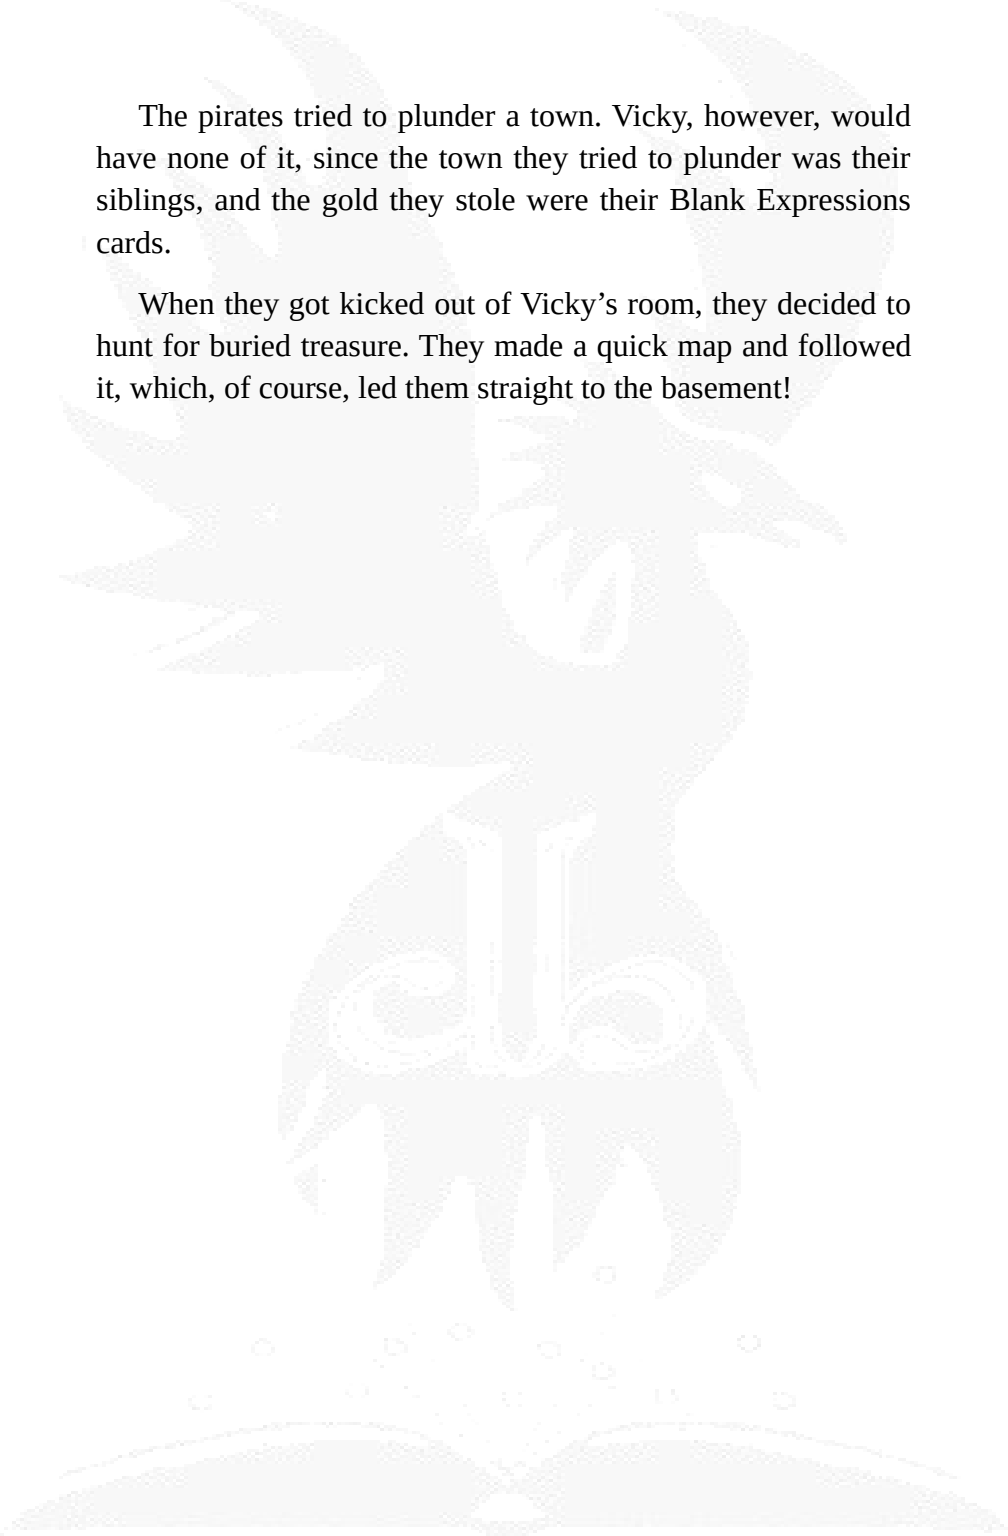 The pirates tried to plunder a town. Vicky, however, would
have none of it, since the town they tried to plunder was their
siblings, and the gold they stole were their Blank Expressions
cards.
When they got kicked out of Vicky’s room, they decided to
hunt for buried treasure. They made a quick map and followed
it, which, of course, led them straight to the basement!